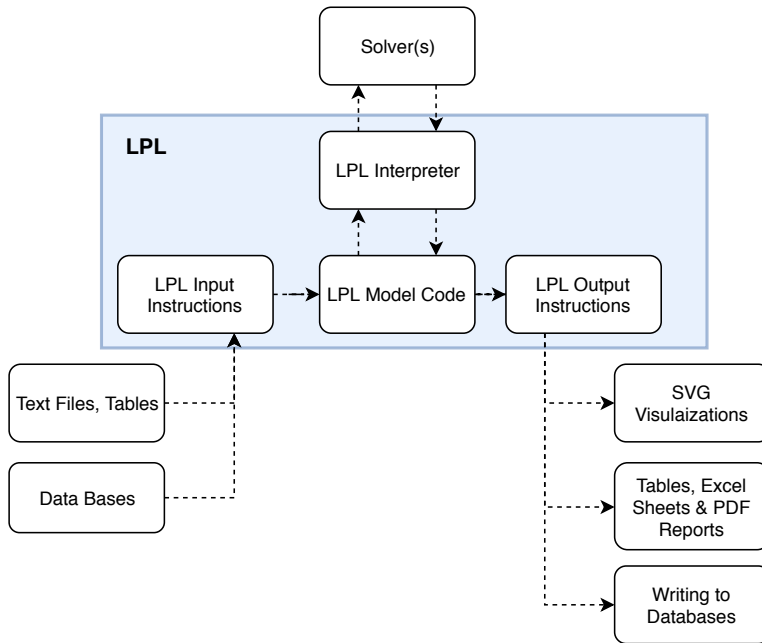 Solver(s)
LPL
LPL Interpreter
LPL Input
Instructions
LPL Model Code
LPL Output
Instructions
Text Files, Tables
Data Bases
SVG
Visulaizations
Tables, Excel
Sheets & PDF
Reports
Writing to
Databases